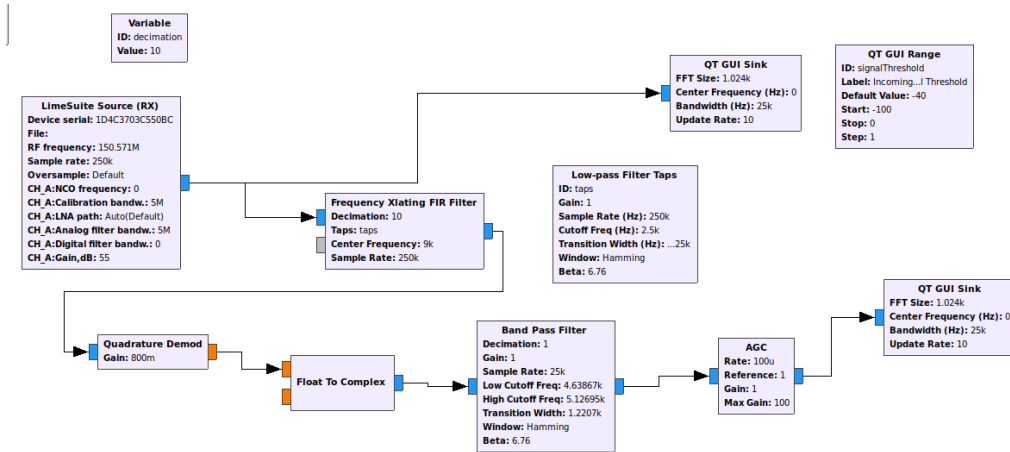 Variable
ID: decimation
Value: 10
QT GUI Sink
FFT Size: 1.024k
Center Frequency (Hz): 0
Bandwidth (Hz): 25k
Update Rate: 10
QT GUI Range
ID: signalThreshold
Label: Incoming...l Threshold
Default Value: -40
Start: -100
Stop: 0
Step: 1
LimeSuite Source (RX)
Device serial: 1D4C3703C550BC
File:
RF frequency: 150.571M
Sample rate: 250k
Oversample: Default
CH_A:NCO frequency: 0
CH_A:Calibration bandw.: 5M
CH_A:LNA path: Auto(Default)
CH_A:Analog filter bandw.: 5M
CH_A:Digital filter bandw.: 0
CH_A:Gain,dB: 55
Frequency Xlating FIR Filter
Decimation: 10
Taps: taps
Center Frequency: 9k
Sample Rate: 250k
Low-pass Filter Taps
ID: taps
Gain: 1
Sample Rate (Hz): 250k
Cutoff Freq (Hz): 2.5k
Transition Width (Hz): ...25k
Window: Hamming
Beta: 6.76
QT GUI Sink
FFT Size: 1.024k
Center Frequency (Hz): 0
Bandwidth (Hz): 25k
Update Rate: 10
Quadrature Demod
Gain: 800m
Float To Complex
Band Pass Filter
Decimation: 1
Gain: 1
Sample Rate: 25k
Low Cutoff Freq: 4.63867k
High Cutoff Freq: 5.12695k
Transition Width: 1.2207k
Window: Hamming
Beta: 6.76
AGC
Rate: 100u
Reference: 1
Gain: 1
Max Gain: 100